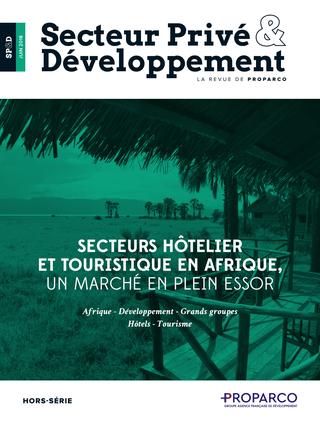 SP&D
JUIN 2016
Secteur Privé &
Développement
LA REVUE DE PROPARCO
SECTEURS HÔTELIER
ET TOURISTIQUE EN AFRIQUE,
UN MARCHÉ EN PLEIN ESSOR
Afrique - Développement - Grands groupes
Hôtels - Tourisme
HORS-SÉRIE
PROPARCO
GROUPE AGENCE FRANÇAISE DE DÉVELOPPEMENT